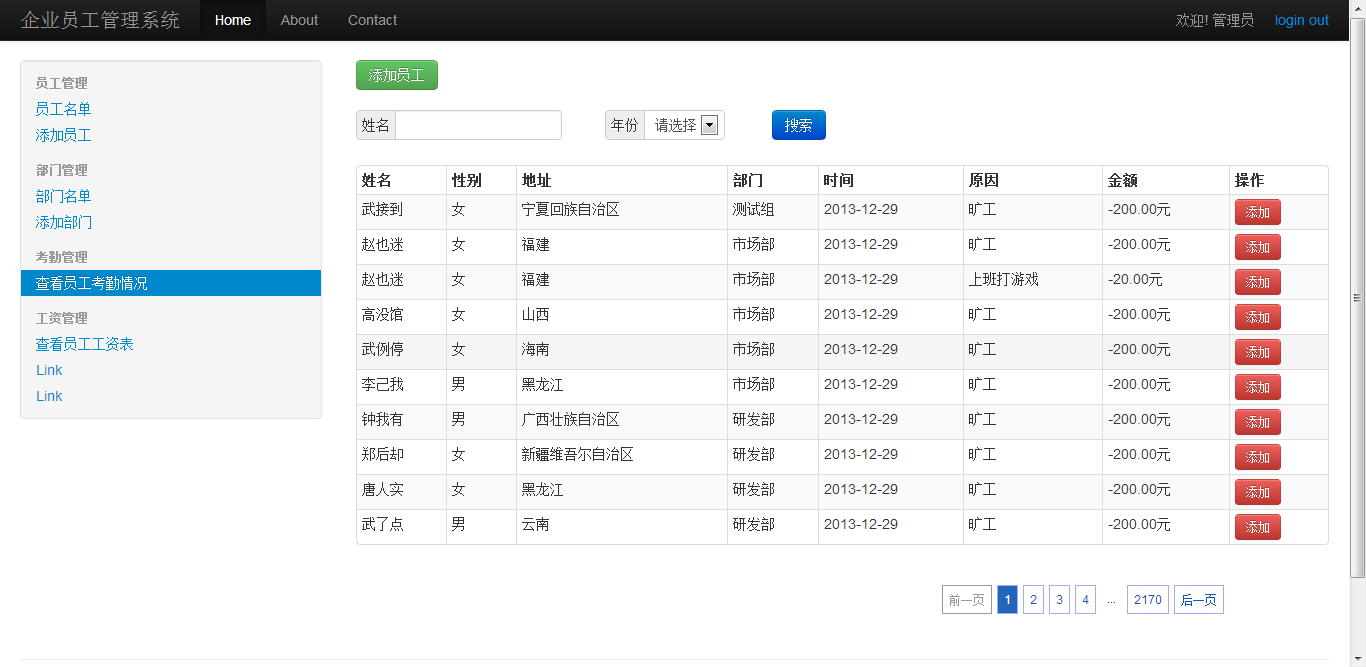 企业员工管理系统 Home About Contact 欢迎! 管理员 login out
员工管理
员工名单
添加员工
部门管理
部门名单
添加部门
考勤管理
查看员工考勤情况
工资管理
查看员工工资表
Link
Link
添加员工
姓名 年份 请选择 搜索
姓名 性别 地址 部门 时间 原因 金额 操作
武接到 女 宁夏回族自治区 测试组 2013-12-29 旷工 -200.00元 添加
赵也迷 女 福建 市场部 2013-12-29 旷工 -200.00元 添加
赵也迷 女 福建 市场部 2013-12-29 上班打游戏 -20.00元 添加
高没馆 女 山西 市场部 2013-12-29 旷工 -200.00元 添加
武例停 女 海南 市场部 2013-12-29 旷工 -200.00元 添加
李己我 男 黑龙江 市场部 2013-12-29 旷工 -200.00元 添加
钟我有 男 广西壮族自治区 研发部 2013-12-29 旷工 -200.00元 添加
郑后却 女 新疆维吾尔自治区 研发部 2013-12-29 旷工 -200.00元 添加
唐人实 女 黑龙江 研发部 2013-12-29 旷工 -200.00元 添加
武了点 男 云南 研发部 2013-12-29 旷工 -200.00元 添加
前一页 1 2 3 4 ... 2170 后一页